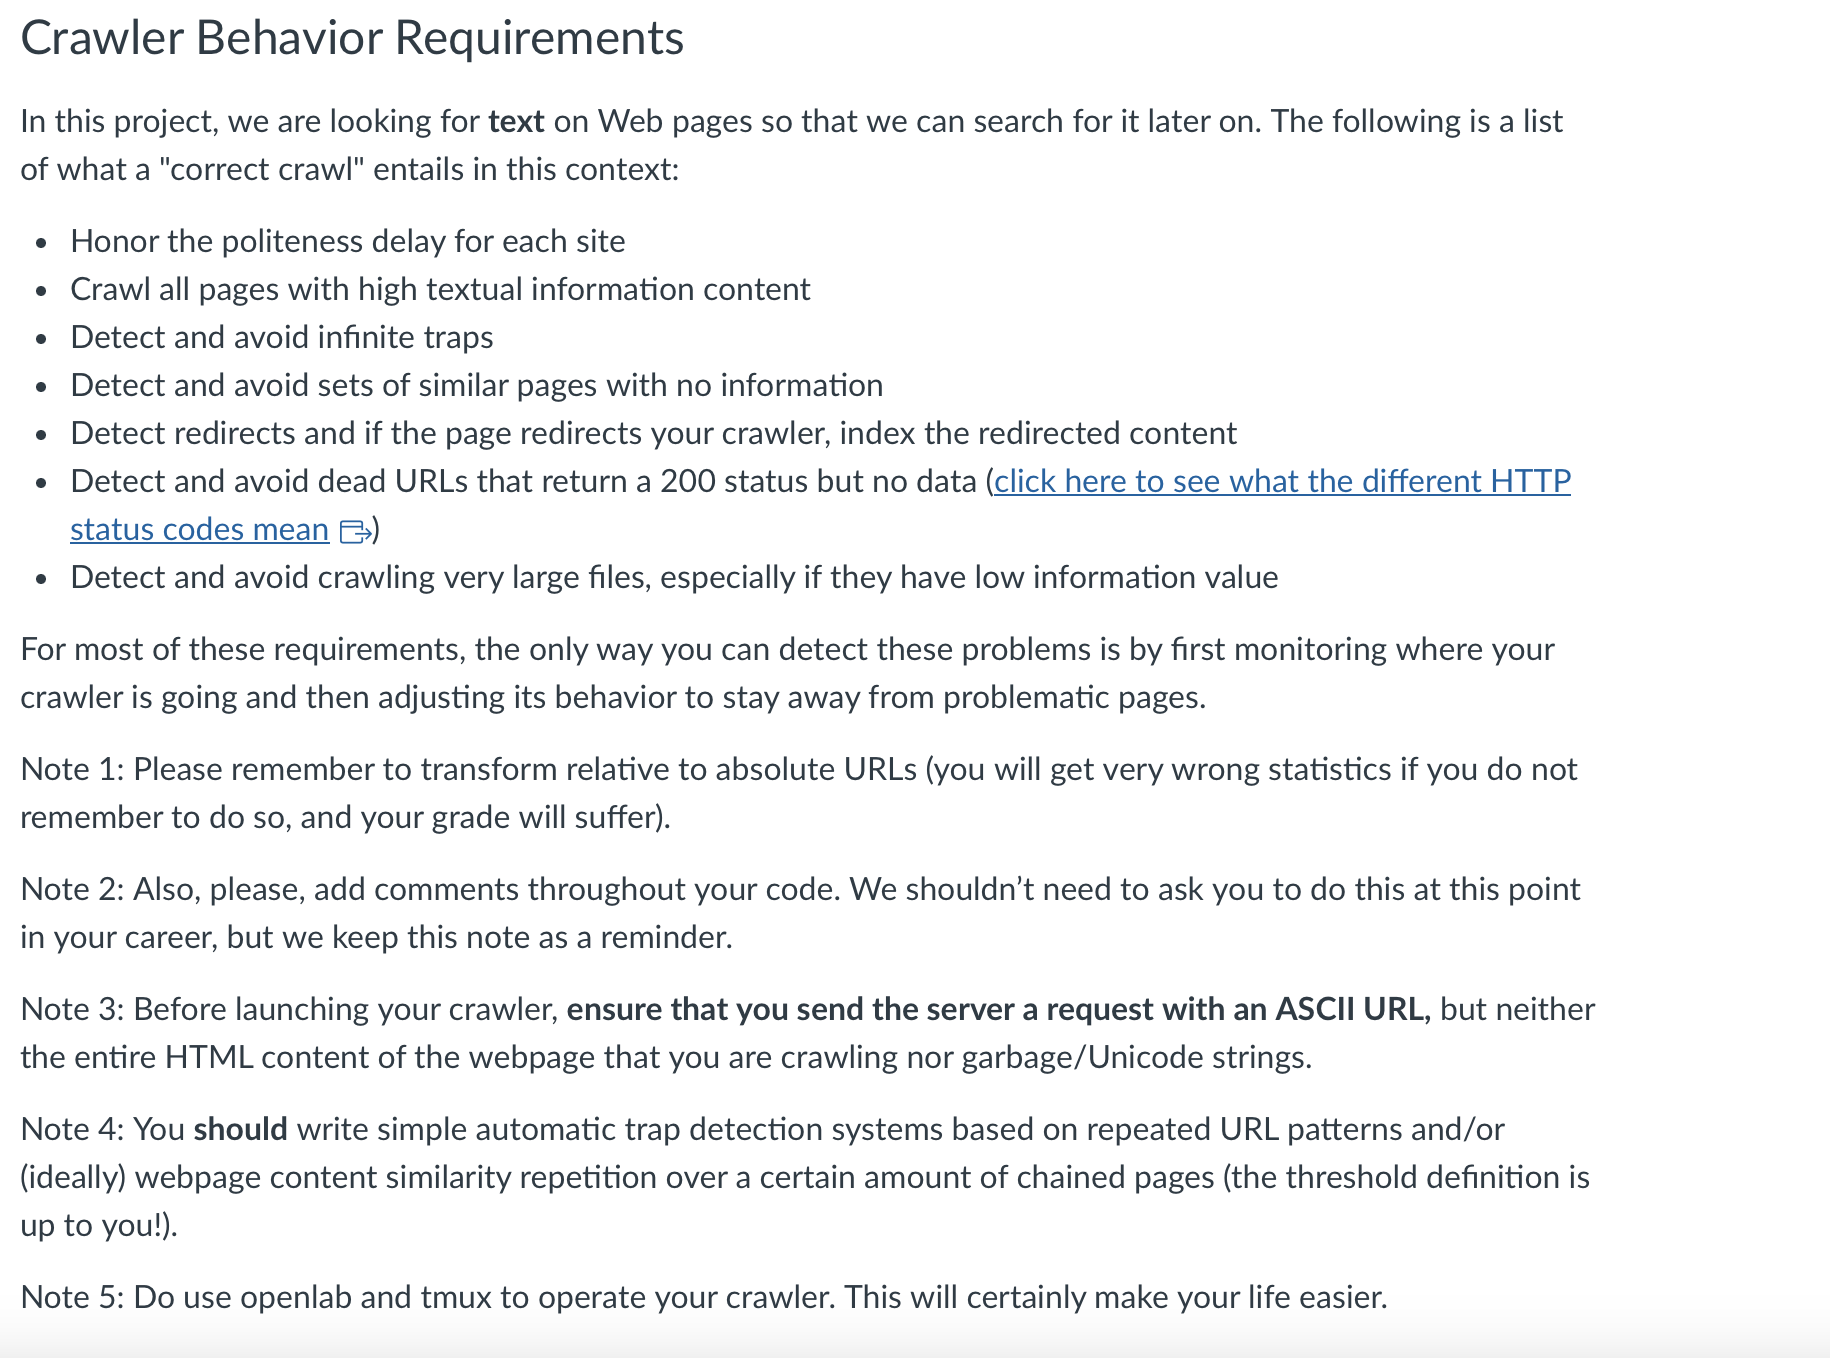 Crawler Behavior Requirements
In this project, we are looking for text on Web pages so that we can search for it later on. The following is a list
of what a "correct crawl" entails in this context:
• Honor the politeness delay for each site
• Crawl all pages with high textual information content
• Detect and avoid infinite traps
• Detect and avoid sets of similar pages with no information
• Detect redirects and if the page redirects your crawler, index the redirected content
• Detect and avoid dead URLs that return a 200 status but no data (click here to see what the different HTTP
status codes mean )
• Detect and avoid crawling very large files, especially if they have low information value
For most of these requirements, the only way you can detect these problems is by first monitoring where your
crawler is going and then adjusting its behavior to stay away from problematic pages.
Note 1: Please remember to transform relative to absolute URLs (you will get very wrong statistics if you do not
remember to do so, and your grade will suffer).
Note 2: Also, please, add comments throughout your code. We shouldn’t need to ask you to do this at this point
in your career, but we keep this note as a reminder.
Note 3: Before launching your crawler, ensure that you send the server a request with an ASCII URL, but neither
the entire HTML content of the webpage that you are crawling nor garbage/Unicode strings.
Note 4: You should write simple automatic trap detection systems based on repeated URL patterns and/or
(ideally) webpage content similarity repetition over a certain amount of chained pages (the threshold definition is
up to you!).
Note 5: Do use openlab and tmux to operate your crawler. This will certainly make your life easier.